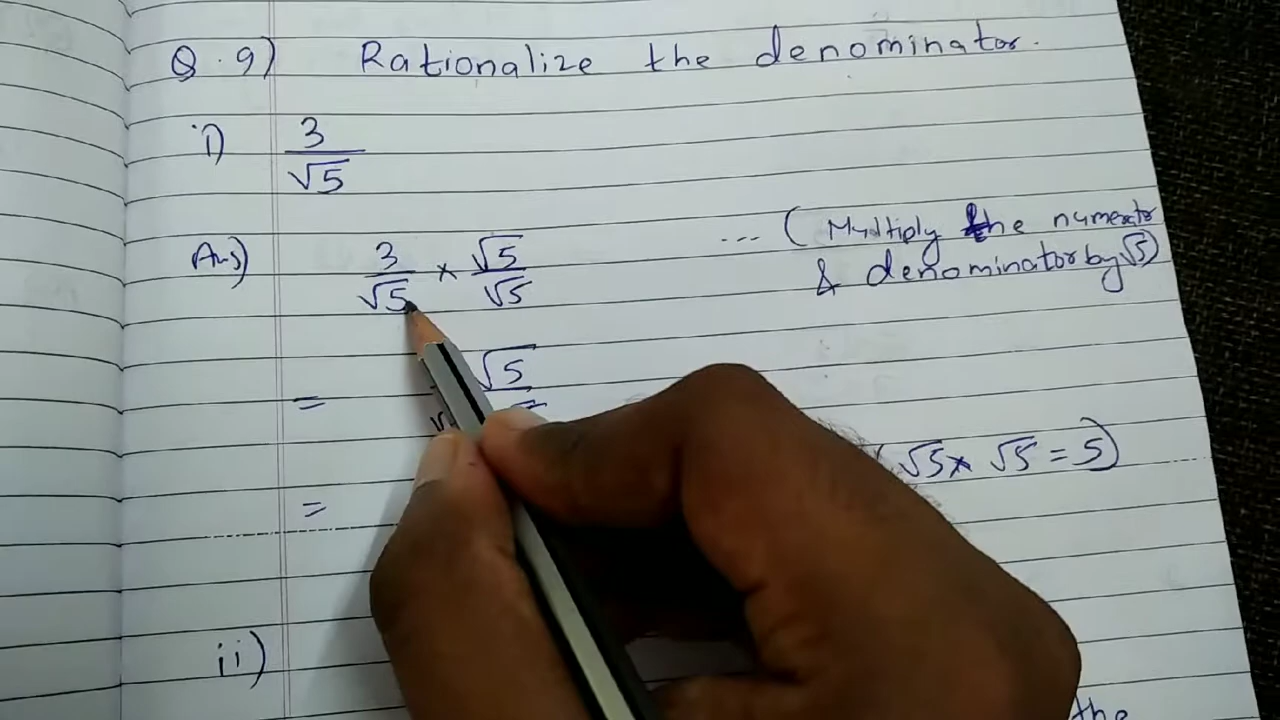 Q.9) Rationalize the denominator.
i) 3/√5
Ans) 3/√5 × √5/√5 ... (Multiply the numerator
& denominator by √5)
= √5
(√5 × √5 = 5)
=
ii)
the